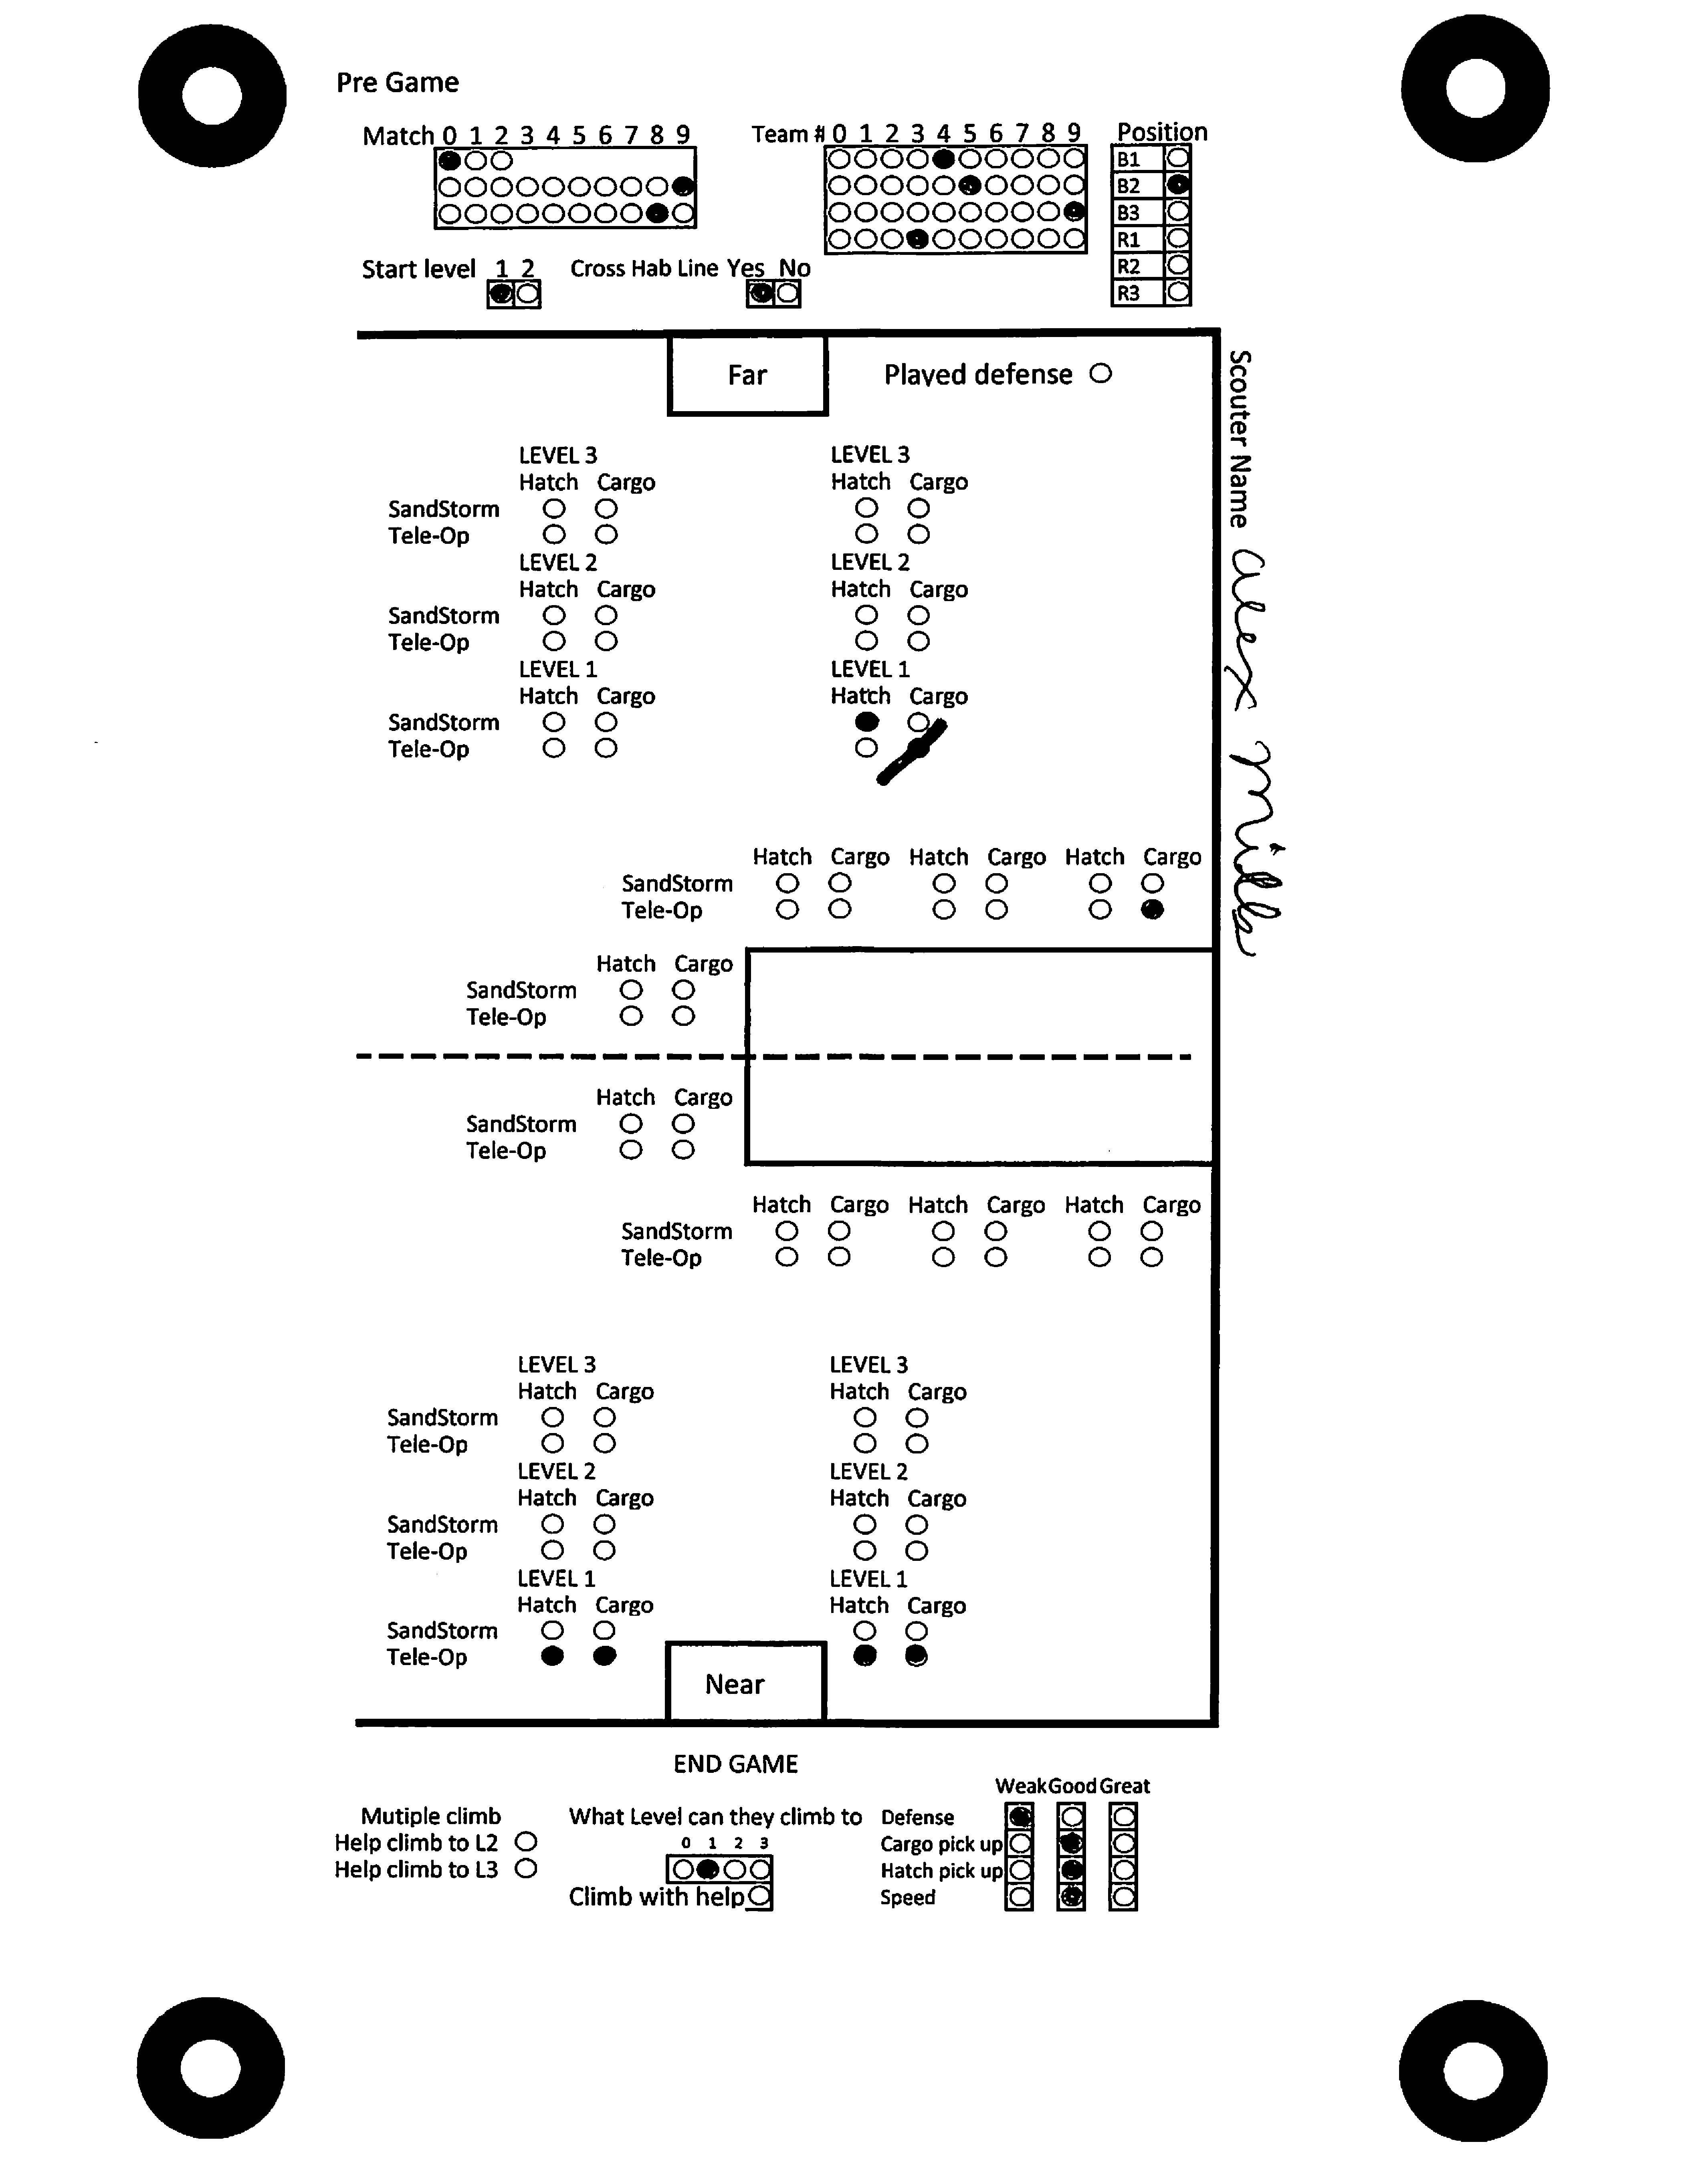 Pre Game
Match 0 1 2 3 4 5 6 7 8 9
Team # 0 1 2 3 4 5 6 7 8 9
Position
B1
B2
B3
R1
R2
R3
Start level 1 2
Cross Hab Line Yes No
Far
Played defense
Scouter Name Alex Mills
LEVEL 3 LEVEL 3
Hatch Cargo Hatch Cargo
SandStorm
Tele-Op
LEVEL 2 LEVEL 2
Hatch Cargo Hatch Cargo
SandStorm
Tele-Op
LEVEL 1 LEVEL 1
Hatch Cargo Hatch Cargo
SandStorm
Tele-Op
Hatch Cargo Hatch Cargo Hatch Cargo
SandStorm
Tele-Op
Hatch Cargo
SandStorm
Tele-Op
Hatch Cargo
SandStorm
Tele-Op
Hatch Cargo Hatch Cargo Hatch Cargo
SandStorm
Tele-Op
LEVEL 3 LEVEL 3
Hatch Cargo Hatch Cargo
SandStorm
Tele-Op
LEVEL 2 LEVEL 2
Hatch Cargo Hatch Cargo
SandStorm
Tele-Op
LEVEL 1 LEVEL 1
Hatch Cargo Hatch Cargo
SandStorm
Tele-Op
Near
END GAME
Mutiple climb
Help climb to L2
Help climb to L3
What Level can they climb to
0 1 2 3
Climb with help
Weak Good Great
Defense
Cargo pick up
Hatch pick up
Speed